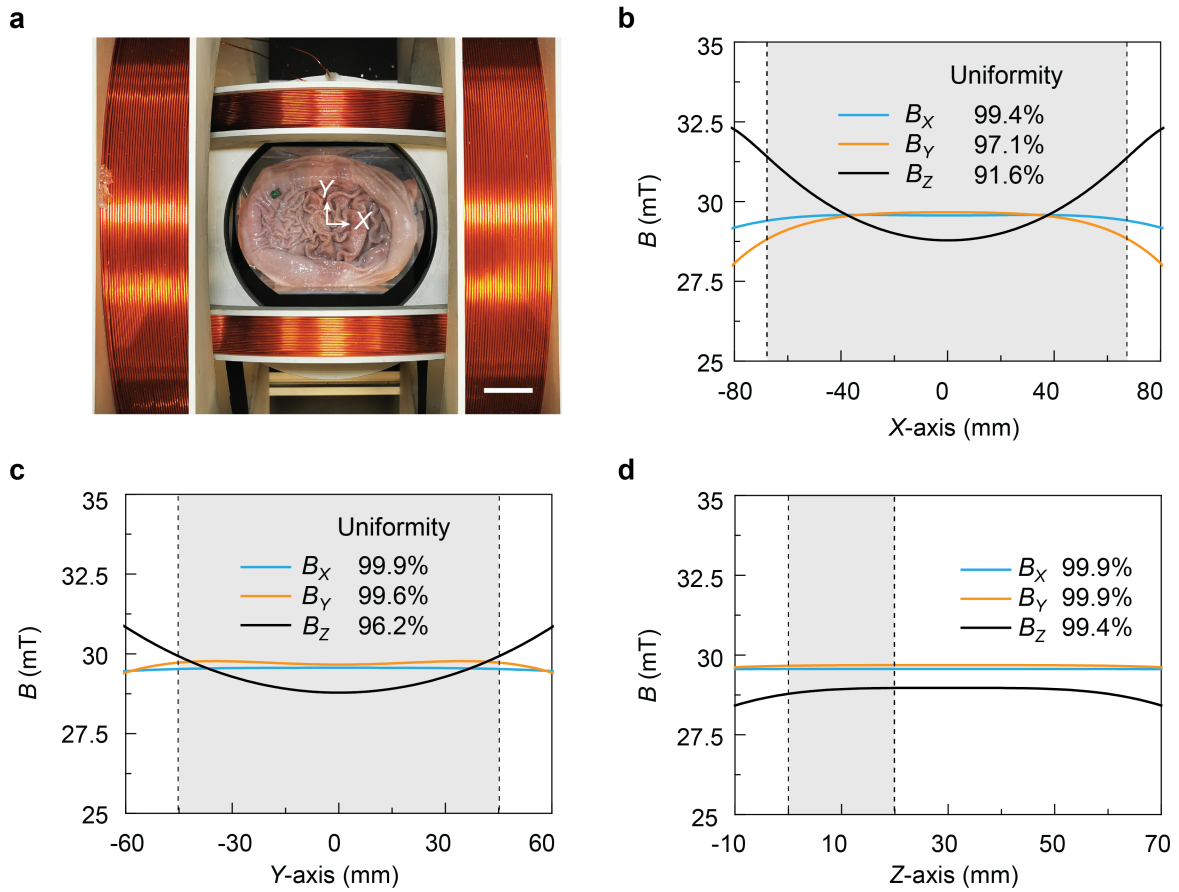 a
Y
X
b
35
32.5
30
27.5
25
B (mT)
Uniformity
B_X 99.4%
B_Y 97.1%
B_Z 91.6%
-80 -40 0 40 80
X-axis (mm)
c
35
32.5
30
27.5
25
B (mT)
Uniformity
B_X 99.9%
B_Y 99.6%
B_Z 96.2%
-60 -30 0 30 60
Y-axis (mm)
d
35
32.5
30
27.5
25
B (mT)
B_X 99.9%
B_Y 99.9%
B_Z 99.4%
-10 10 30 50 70
Z-axis (mm)